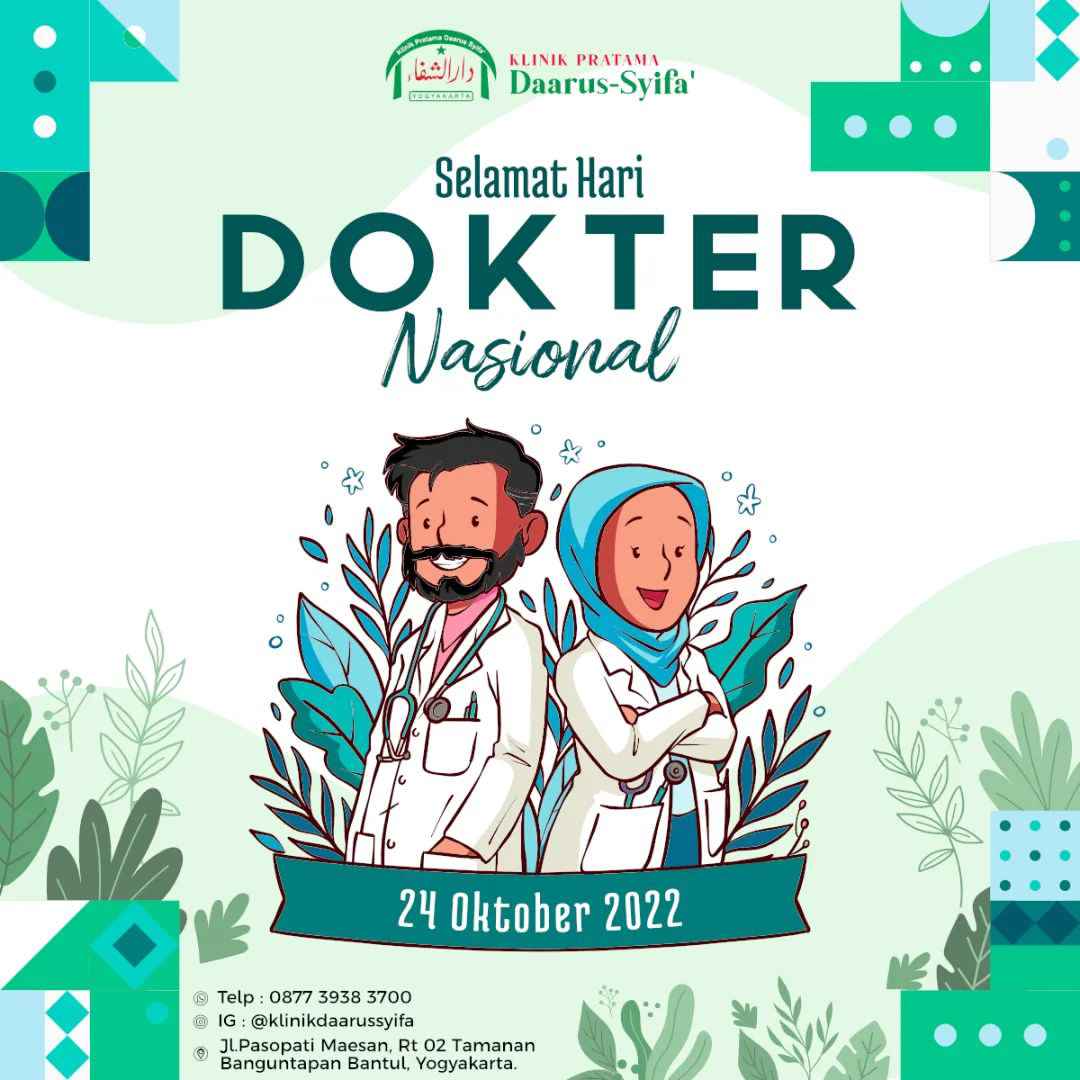 Klinik Pratama Daarus Syifa'
دار الشفاء
YOGYAKARTA
KLINIK PRATAMA
Daarus-Syifa'
Selamat Hari
DOKTER
Nasional
24 Oktober 2022
Telp : 0877 3938 3700
IG : @klinikdaarussyifa
Jl.Pasopati Maesan, Rt 02 Tamanan
Banguntapan Bantul, Yogyakarta.